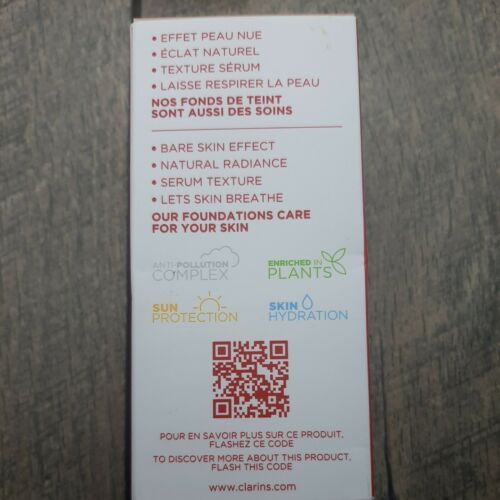 • EFFET PEAU NUE
• ÉCLAT NATUREL
• TEXTURE SÉRUM
• LAISSE RESPIRER LA PEAU
NOS FONDS DE TEINT
SONT AUSSI DES SOINS
• BARE SKIN EFFECT
• NATURAL RADIANCE
• SERUM TEXTURE
• LETS SKIN BREATHE
OUR FOUNDATIONS CARE
FOR YOUR SKIN
ANTI-POLLUTION
COMPLEX
ENRICHED IN
PLANTS
SUN
PROTECTION
SKIN
HYDRATION
POUR EN SAVOIR PLUS SUR CE PRODUIT,
FLASHEZ CE CODE
TO DISCOVER MORE ABOUT THIS PRODUCT,
FLASH THIS CODE
www.clarins.com